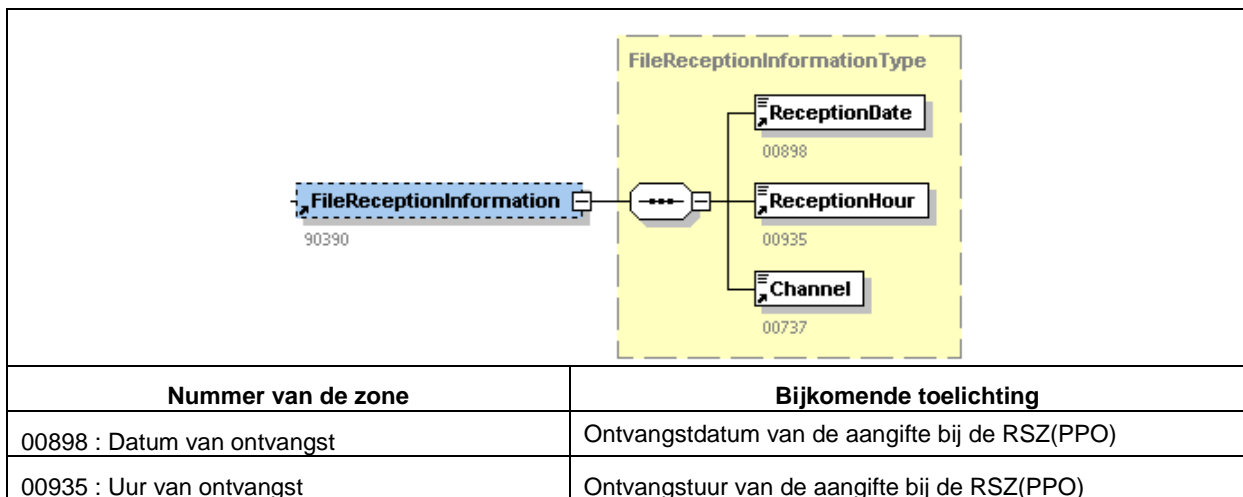 FileReceptionInformationType
ReceptionDate
00898
FileReceptionInformation
90390
ReceptionHour
00935
Channel
00737
Nummer van de zone
Bijkomende toelichting
00898 : Datum van ontvangst
Ontvangstdatum van de aangifte bij de RSZ(PPO)
00935 : Uur van ontvangst
Ontvangstuur van de aangifte bij de RSZ(PPO)